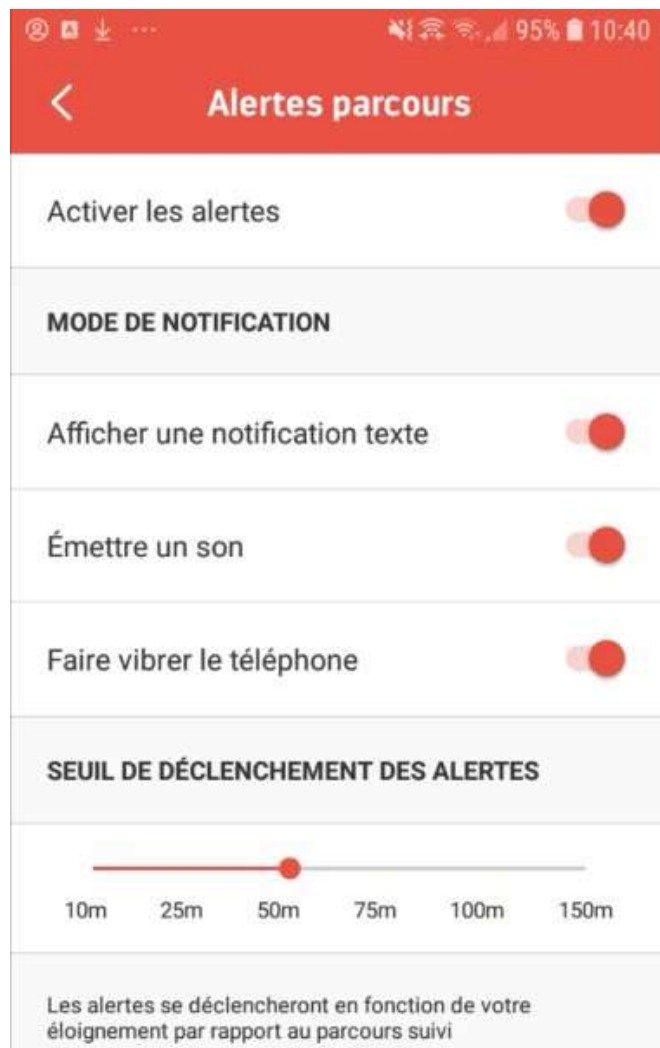 95% 10:40
Alertes parcours
Activer les alertes
MODE DE NOTIFICATION
Afficher une notification texte
Émettre un son
Faire vibrer le téléphone
SEUIL DE DÉCLENCHEMENT DES ALERTES
10m 25m 50m 75m 100m 150m
Les alertes se déclencheront en fonction de votre
éloignement par rapport au parcours suivi